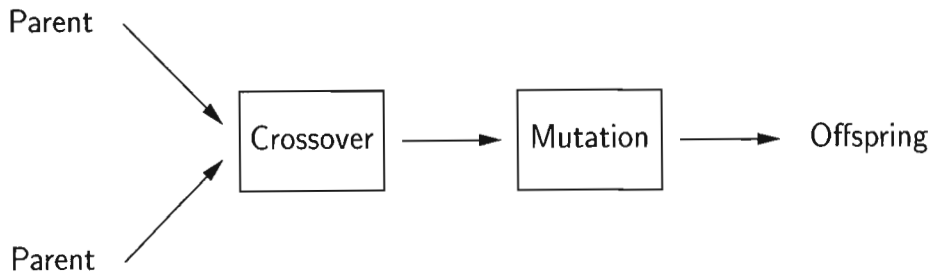 Parent
Crossover
Mutation
Offspring
Parent